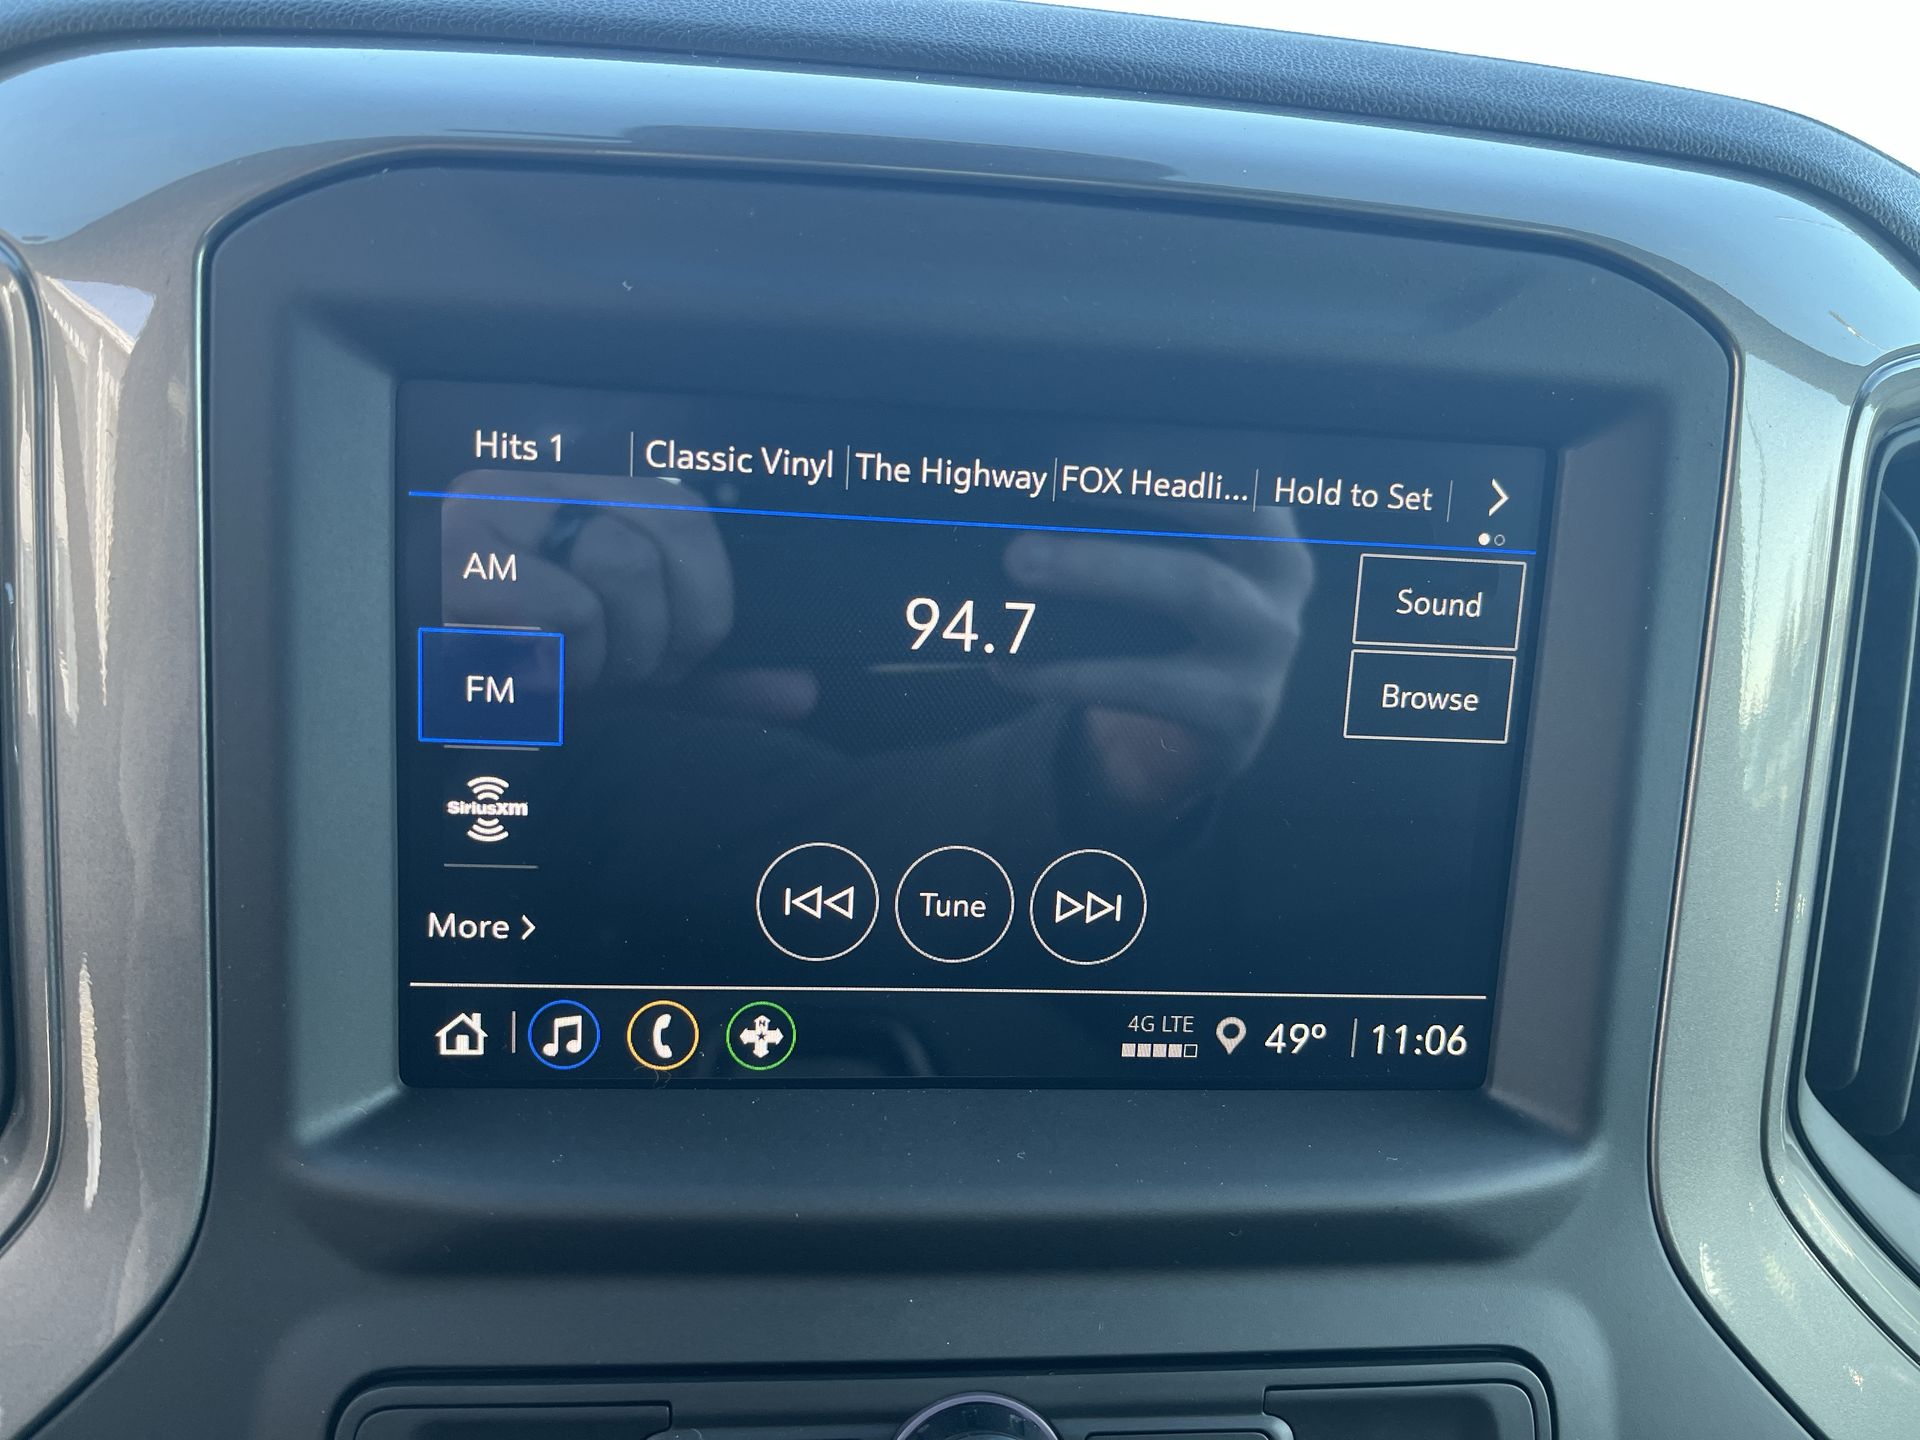 Hits 1 Classic Vinyl The Highway FOX Headli... Hold to Set
AM
Sound
94.7
FM
Browse
SiriusXM
Tune
More
4G LTE
N
49° 11:06